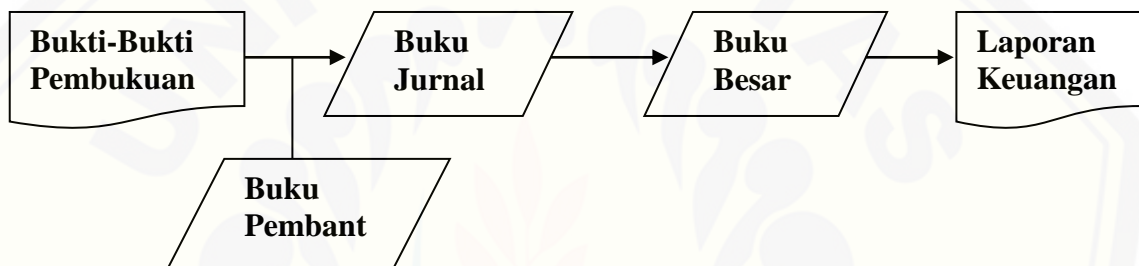 Bukti-Bukti
Pembukuan
Buku
Jurnal
Buku
Besar
Laporan
Keuangan
Buku
Pembant